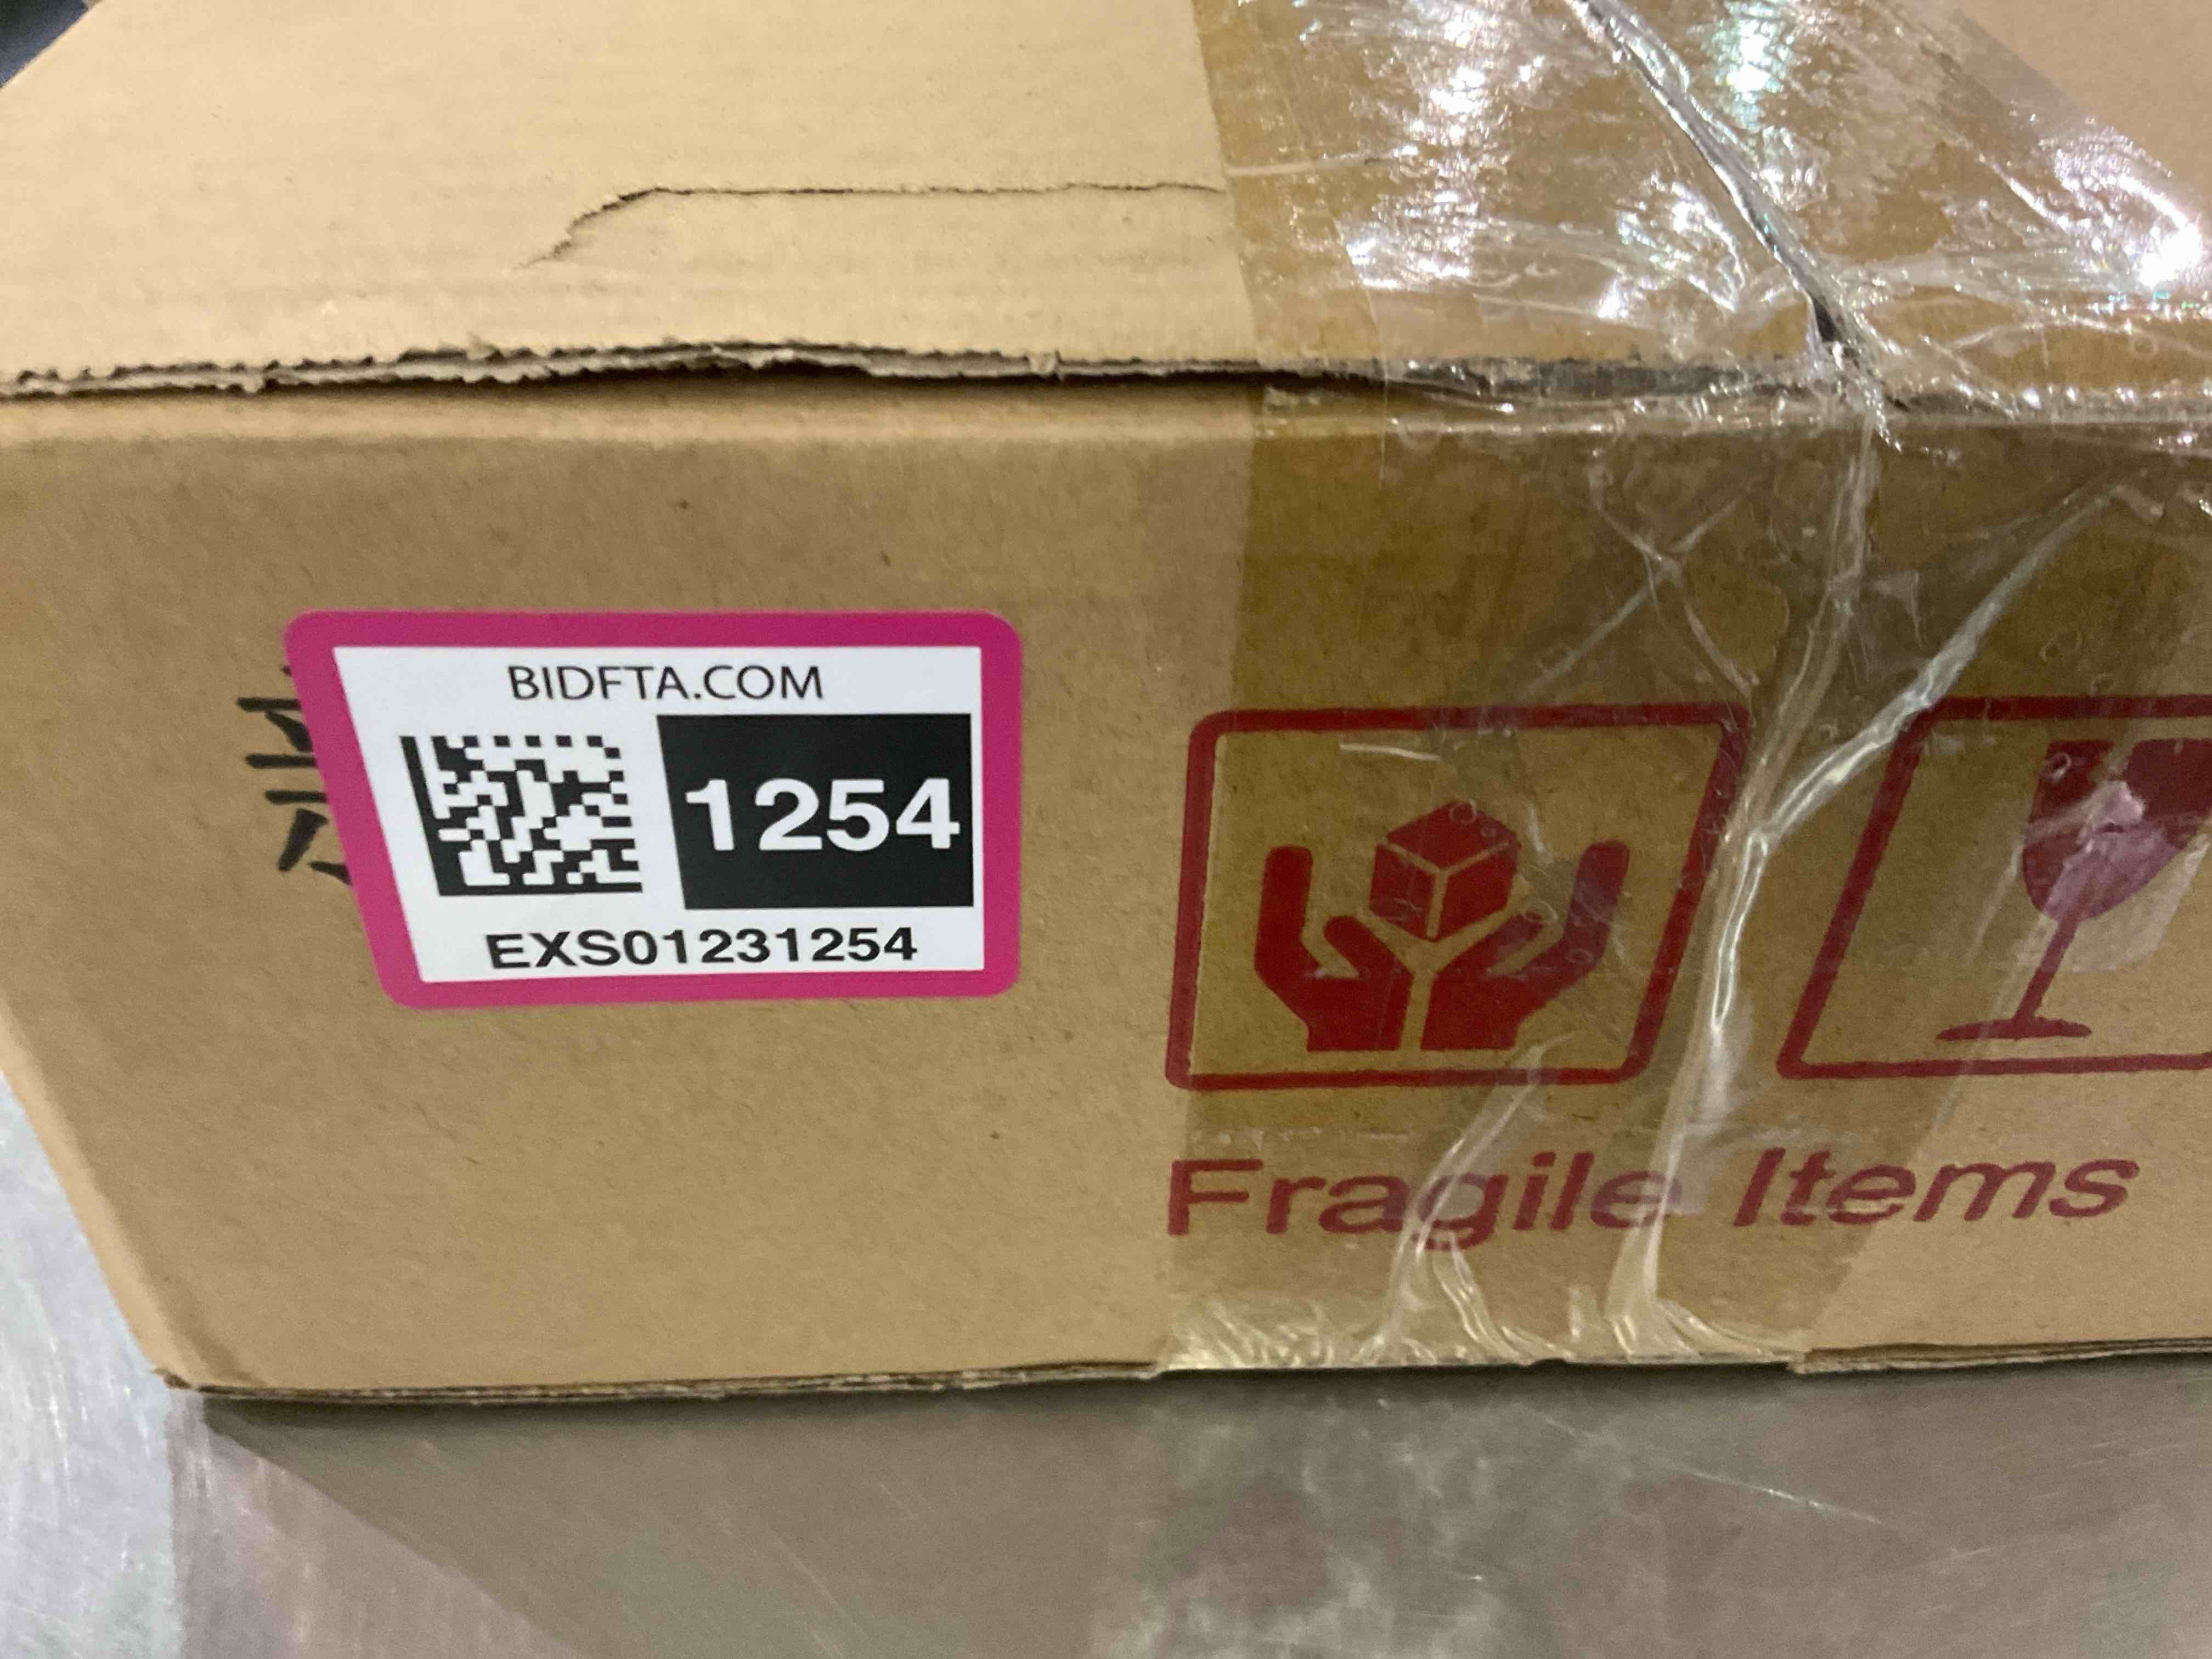 BIDFTA.COM
1254
EXS01231254
Fragile Items